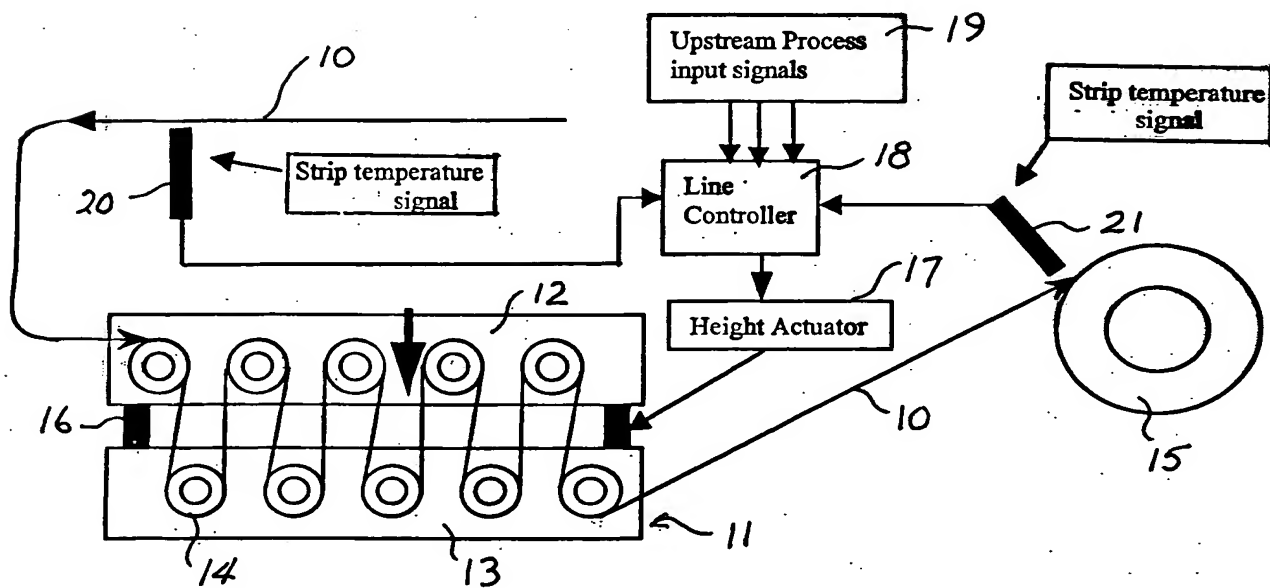 10
19
Upstream Process
input signals
Strip temperature
signal
20
Strip temperature
signal
18
Line
Controller
21
12
17
Height Actuator
16
10
15
14
13
11